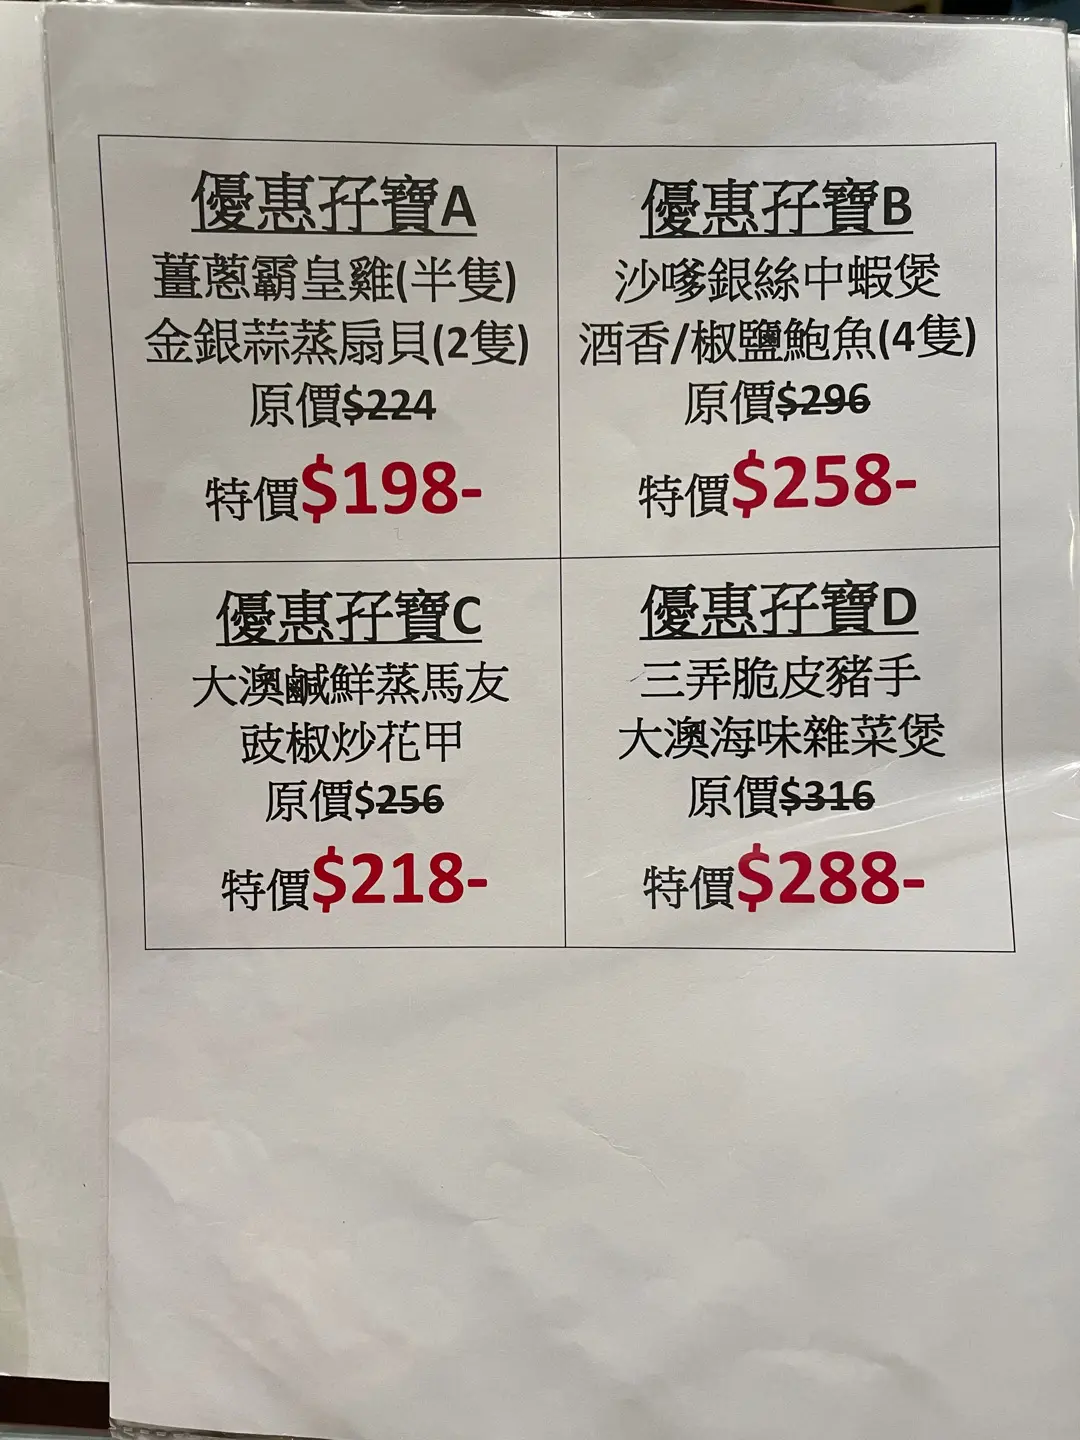 優惠孖寶A
薑蔥霸皇雞(半隻)
金銀蒜蒸扇貝(2隻)
原價$224
特價$198-
優惠孖寶B
沙嗲銀絲中蝦煲
酒香/椒鹽鮑魚(4隻)
原價$296
特價$258-
優惠孖寶C
大澳鹹鮮蒸馬友
豉椒炒花甲
原價$256
特價$218-
優惠孖寶D
三弄脆皮豬手
大澳海味雜菜煲
原價$316
特價$288-